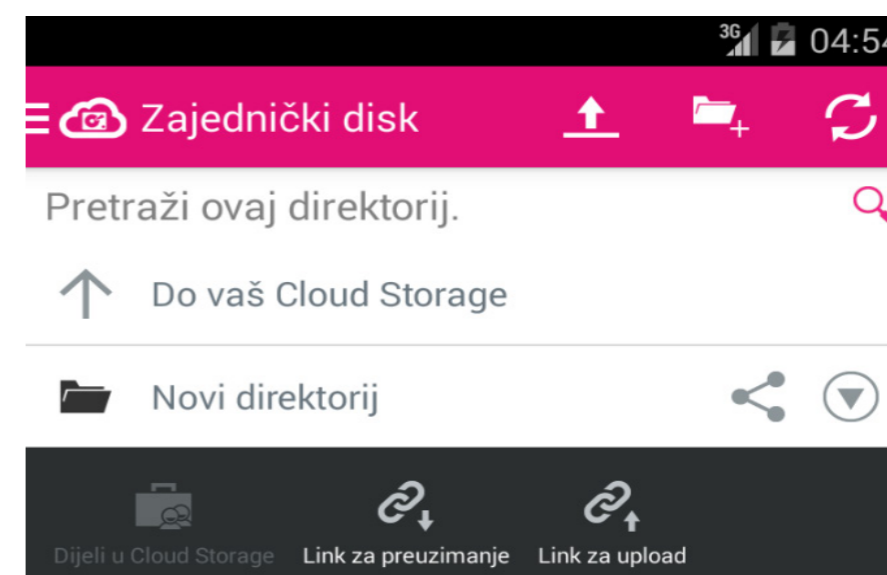 3G 04:54
Zajednički disk
Pretraži ovaj direktorij.
Do vaš Cloud Storage
Novi direktorij
Dijeli u Cloud Storage Link za preuzimanje Link za upload